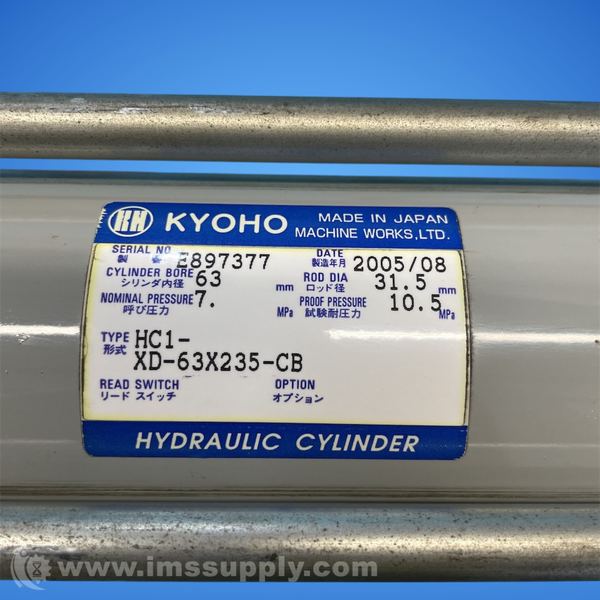 KH KYOHO MADE IN JAPAN
MACHINE WORKS,LTD.
SERIAL NO E897377 DATE 2005/08
製 番 製造年月
CYLINDER BORE 63 mm ROD DIA 31.5 mm
シリンダ内径 ロッド径
NOMINAL PRESSURE 7. MPa PROOF PRESSURE 10.5 MPa
呼び圧力 試験耐圧力
TYPE HC1-
形式 XD-63X235-CB
READ SWITCH OPTION
リード スイッチ オプション
HYDRAULIC CYLINDER
© - www.imssupply.com -